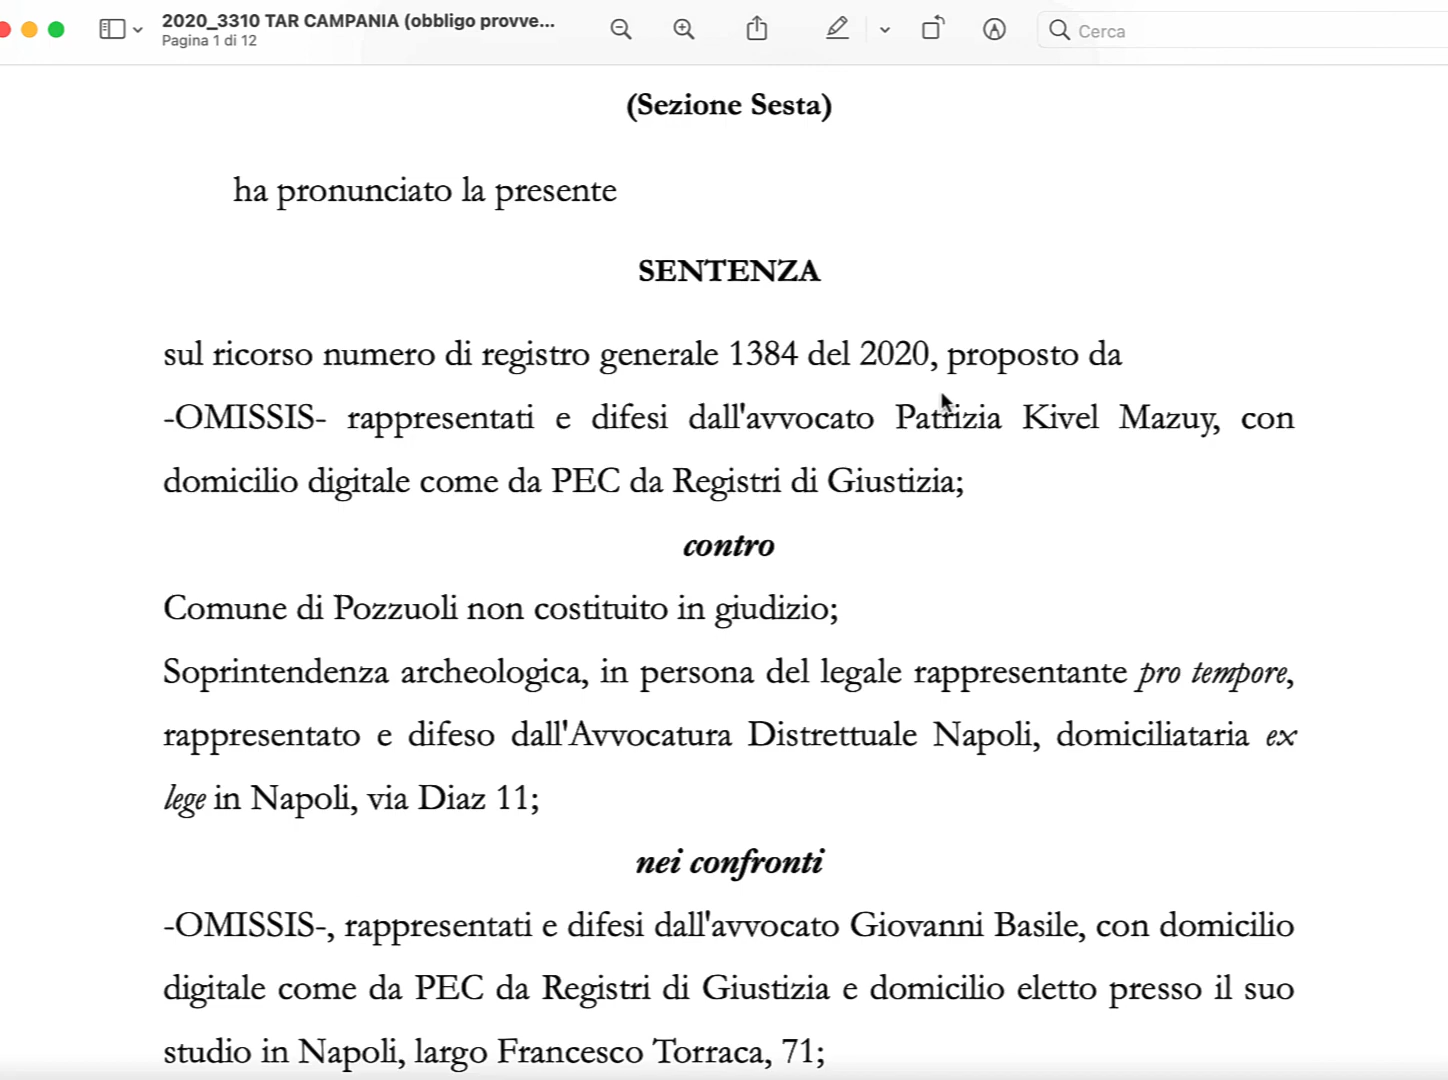 2020_3310 TAR CAMPANIA (obbligo provve...
Pagina 1 di 12
Cerca
(Sezione Sesta)
ha pronunciato la presente
SENTENZA
sul ricorso numero di registro generale 1384 del 2020, proposto da
-OMISSIS- rappresentati e difesi dall'avvocato Patrizia Kivel Mazuy, con
domicilio digitale come da PEC da Registri di Giustizia;
contro
Comune di Pozzuoli non costituito in giudizio;
Soprintendenza archeologica, in persona del legale rappresentante pro tempore,
rappresentato e difeso dall'Avvocatura Distrettuale Napoli, domiciliataria ex
lege in Napoli, via Diaz 11;
nei confronti
-OMISSIS-, rappresentati e difesi dall'avvocato Giovanni Basile, con domicilio
digitale come da PEC da Registri di Giustizia e domicilio eletto presso il suo
studio in Napoli, largo Francesco Torraca, 71;